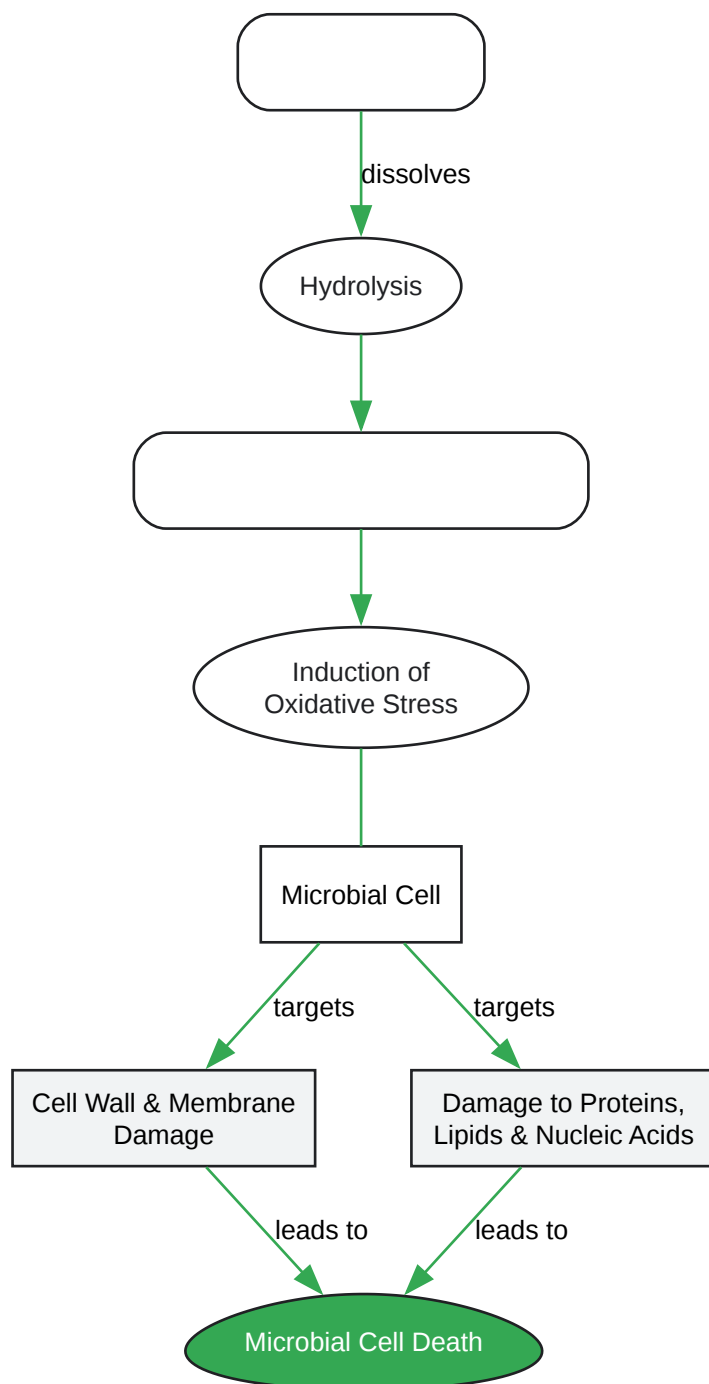 dissolves
Hydrolysis
Induction of
Oxidative Stress
Microbial Cell
targets
targets
Cell Wall & Membrane
Damage
Damage to Proteins,
Lipids & Nucleic Acids
leads to
leads to
Microbial Cell Death